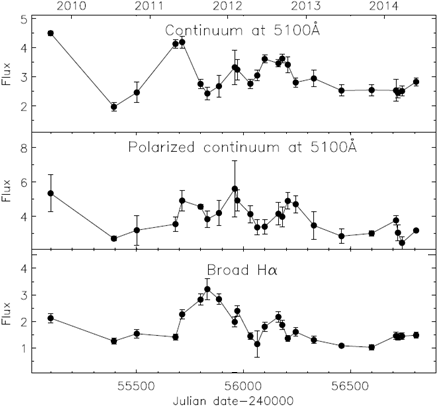 2010 2011 2012 2013 2014
Continuum at 5100Å
5
4
3
2
Flux
Polarized continuum at 5100Å
8
6
4
Flux
Broad Hα
4
3
2
1
Flux
55500 56000 56500
Julian date-240000